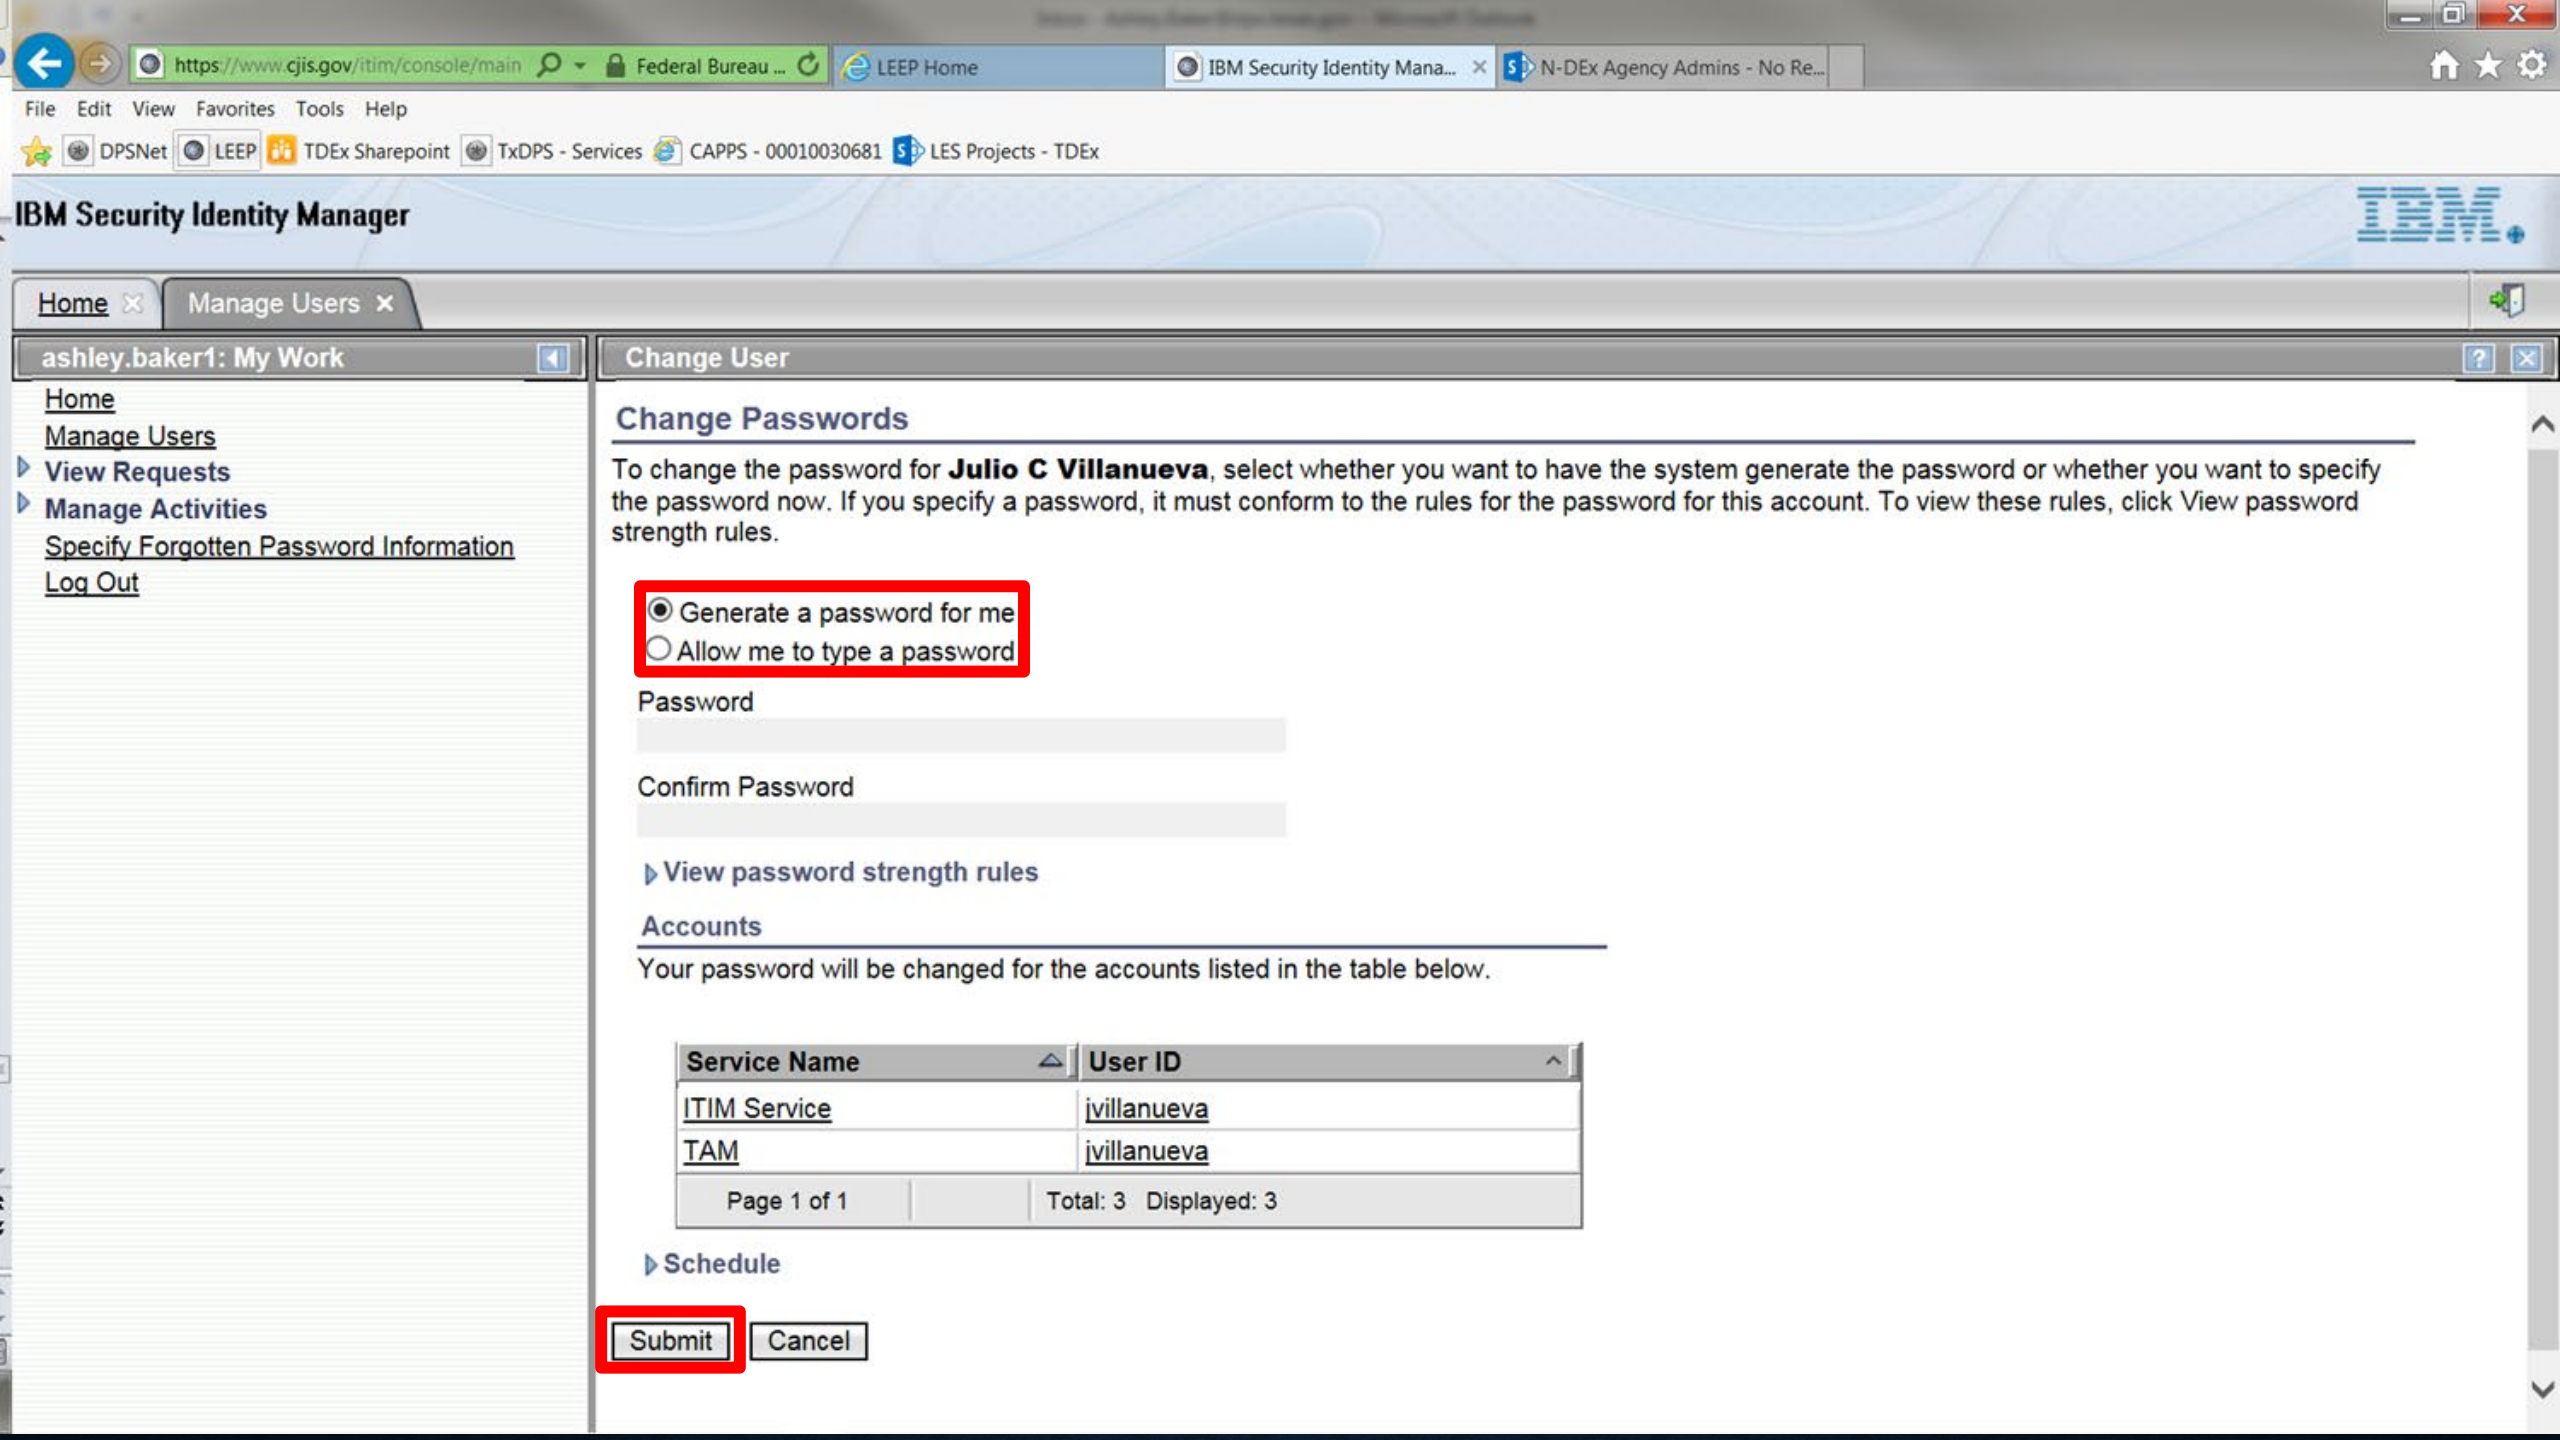 https://www.cjis.gov/itim/console/main
Federal Bureau ...
LEEP Home
IBM Security Identity Mana...
N-DEx Agency Admins - No Re...
File Edit View Favorites Tools Help
DPSNet LEEP TDEx Sharepoint TxDPS - Services CAPPS - 00010030681 LES Projects - TDEx
IBM Security Identity Manager
IBM
Home Manage Users
ashley.baker1: My Work
Home
Manage Users
View Requests
Manage Activities
Specify Forgotten Password Information
Log Out
Change User
Change Passwords
To change the password for Julio C Villanueva, select whether you want to have the system generate the password or whether you want to specify
the password now. If you specify a password, it must conform to the rules for the password for this account. To view these rules, click View password
strength rules.
Generate a password for me
Allow me to type a password
Password
Confirm Password
View password strength rules
Accounts
Your password will be changed for the accounts listed in the table below.
Service Name User ID
ITIM Service jvillanueva
TAM jvillanueva
Page 1 of 1 Total: 3 Displayed: 3
Schedule
Submit Cancel